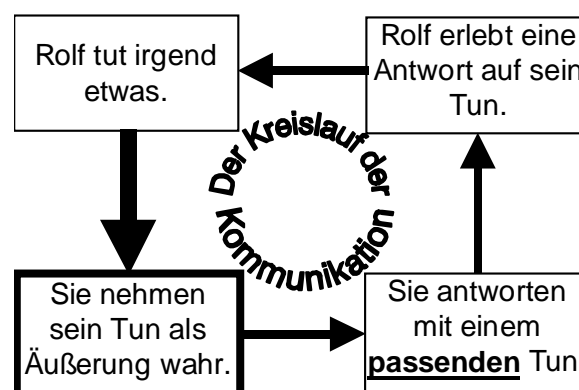 Rolf tut irgend
etwas.
Rolf erlebt eine
Antwort auf sein
Tun.
Der Kreislauf der
Kommunikation
Sie nehmen
sein Tun als
Äußerung wahr.
Sie antworten
mit einem
passenden Tun